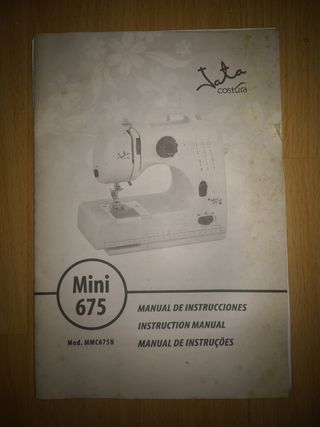 Jata
costura
Mini
675
Mod. MMC675N
MANUAL DE INSTRUCCIONES
INSTRUCTION MANUAL
MANUAL DE INSTRUÇÕES